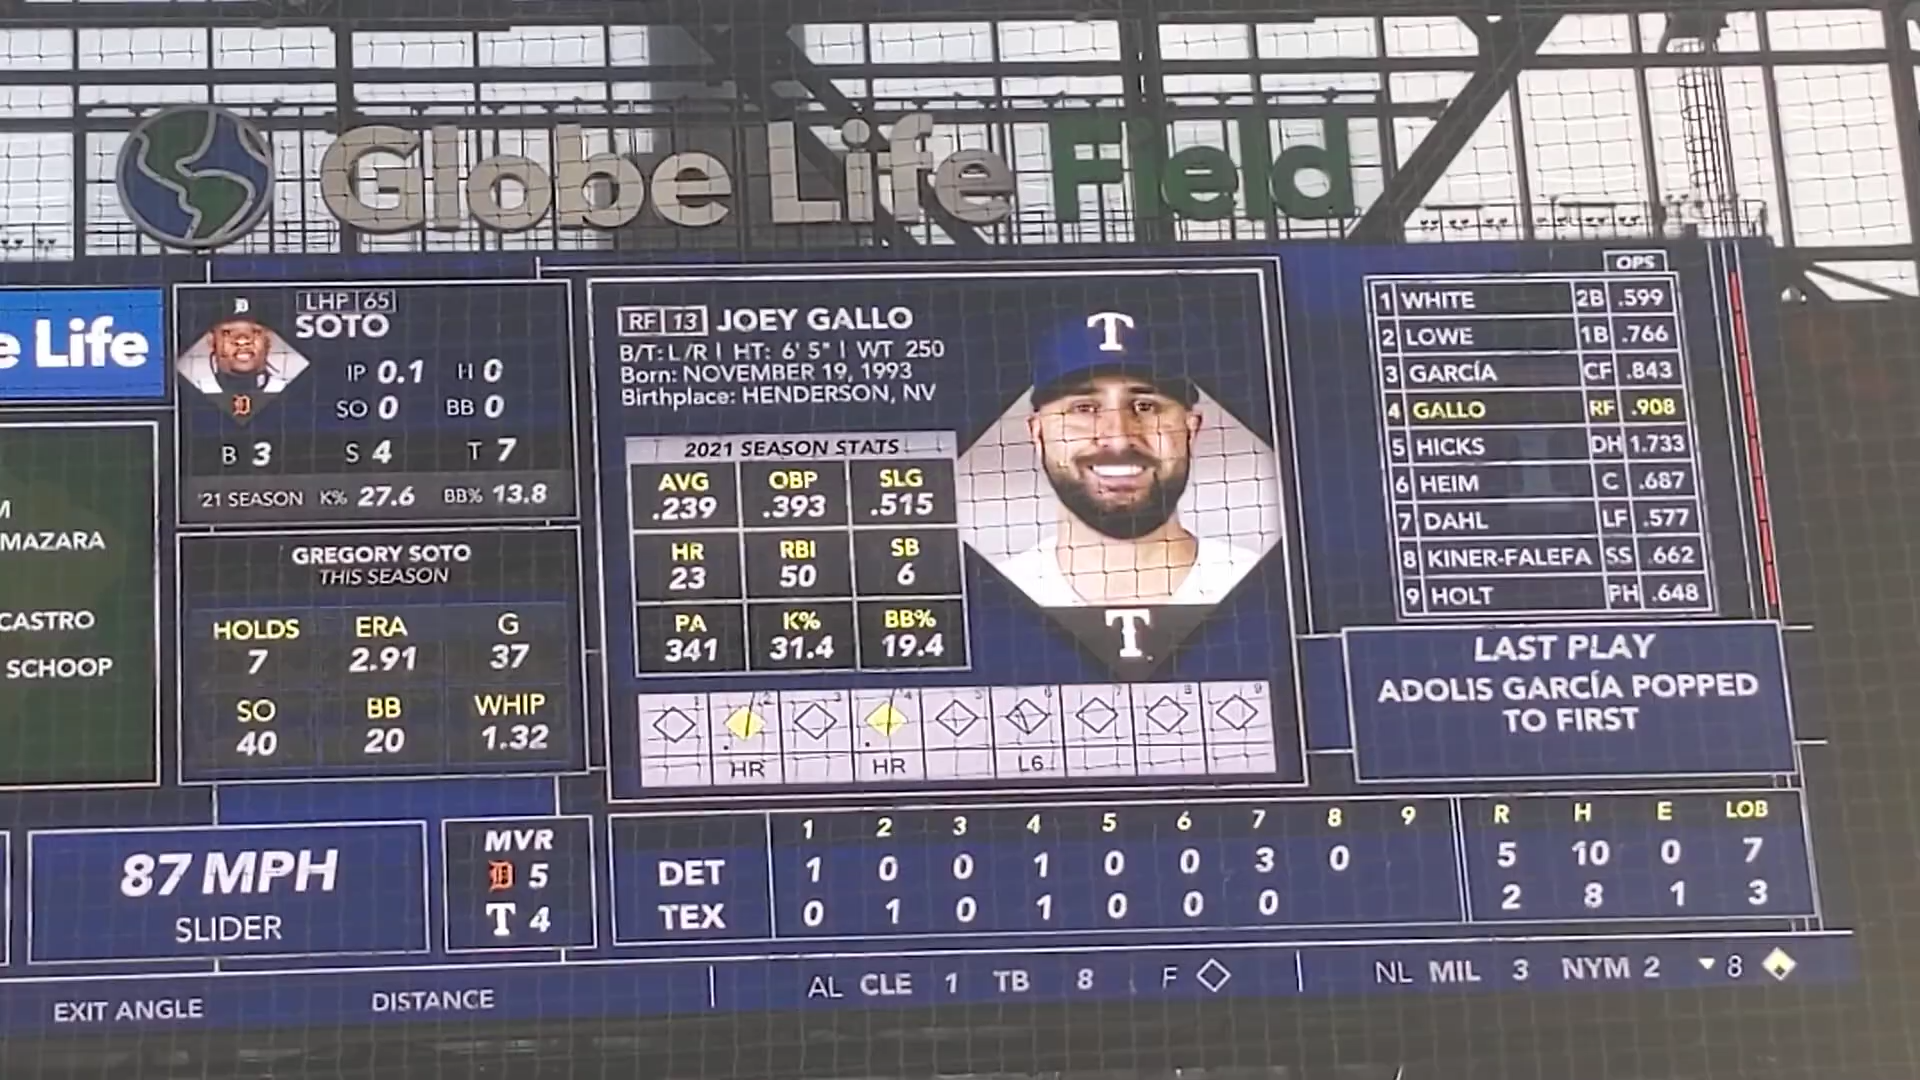 Globe Life Field
e Life
MAZARA
CASTRO
SCHOOP
LHP 65
SOTO
IP 0.1 H 0
SO 0 BB 0
B 3 S 4 T 7
'21 SEASON K% 27.6 BB% 13.8
GREGORY SOTO
THIS SEASON
HOLDS ERA G
7 2.91 37
SO BB WHIP
40 20 1.32
RF 13 JOEY GALLO
B/T: L/R | HT: 6' 5" | WT 250
Born: NOVEMBER 19, 1993
Birthplace: HENDERSON, NV
2021 SEASON STATS
AVG OBP SLG
.239 .393 .515
HR RBI SB
23 50 6
PA K% BB%
341 31.4 19.4
T
T
1 2 3 4 5 6 7 8 9
HR HR L6
OPS
1 WHITE 2B .599
2 LOWE 1B .766
3 GARCÍA CF .843
4 GALLO RF .908
5 HICKS DH 1.733
6 HEIM C .687
7 DAHL LF .577
8 KINER-FALEFA SS .662
9 HOLT PH .648
LAST PLAY
ADOLIS GARCÍA POPPED
TO FIRST
87 MPH
SLIDER
MVR
D 5
T 4
1 2 3 4 5 6 7 8 9 R H E LOB
DET 1 0 0 1 0 0 3 0 5 10 0 7
TEX 0 1 0 1 0 0 0 2 8 1 3
EXIT ANGLE DISTANCE
AL CLE 1 TB 8 F
NL MIL 3 NYM 2 8